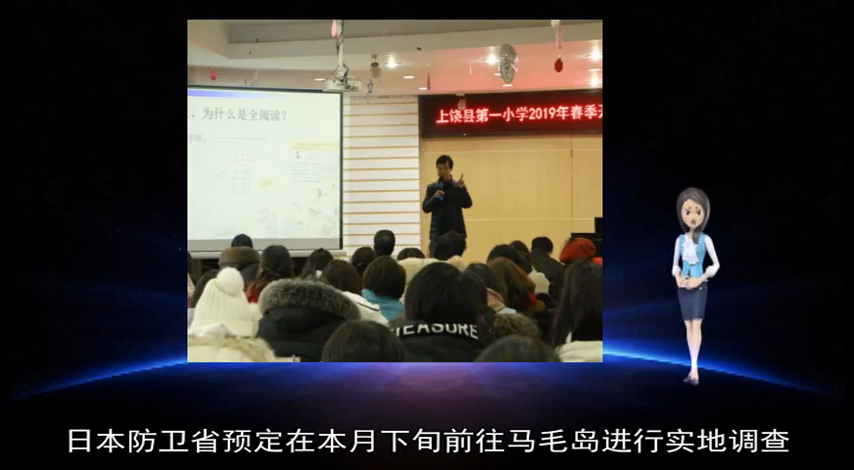 、为什么是全阅读?
上饶县第一小学2019年春季开
MEASURE
日本防卫省预定在本月下旬前往马毛岛进行实地调查